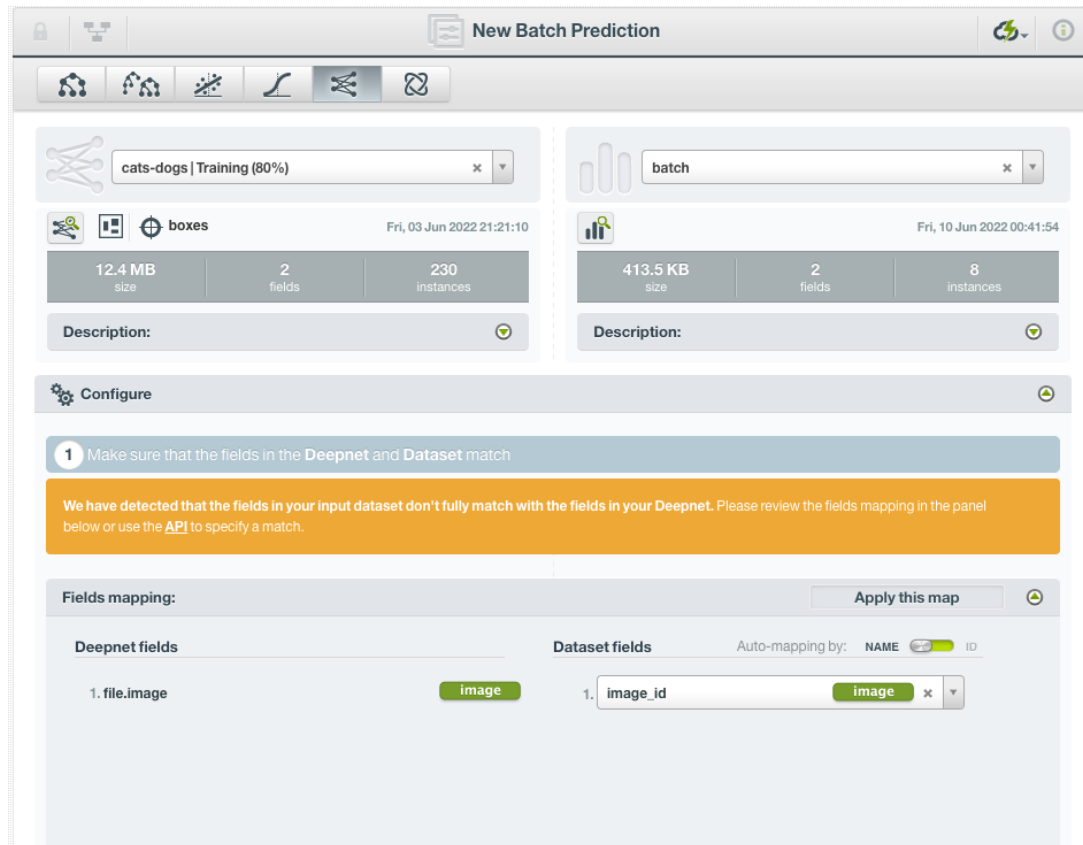 New Batch Prediction
cats-dogs | Training (80%)
batch
boxes
Fri, 03 Jun 2022 21:21:10
Fri, 10 Jun 2022 00:41:54
12.4 MB
size
2
fields
230
instances
413.5 KB
size
2
fields
8
instances
Description:
Description:
Configure
1 Make sure that the fields in the Deepnet and Dataset match
We have detected that the fields in your input dataset don't fully match with the fields in your Deepnet. Please review the fields mapping in the panel
below or use the API to specify a match.
Fields mapping:
Apply this map
Deepnet fields
Dataset fields
Auto-mapping by: NAME ID
1. file.image
image
1. image_id
image